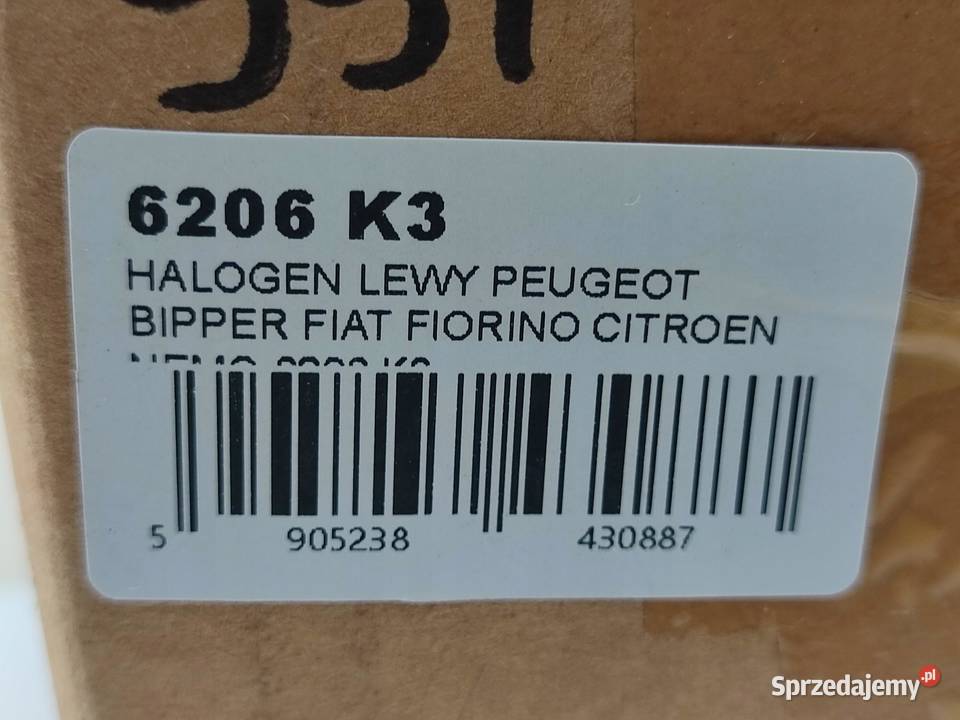 6206 K3
HALOGEN LEWY PEUGEOT
BIPPER FIAT FIORINO CITROEN
5 905238 430887
Sprzedajemy.pl